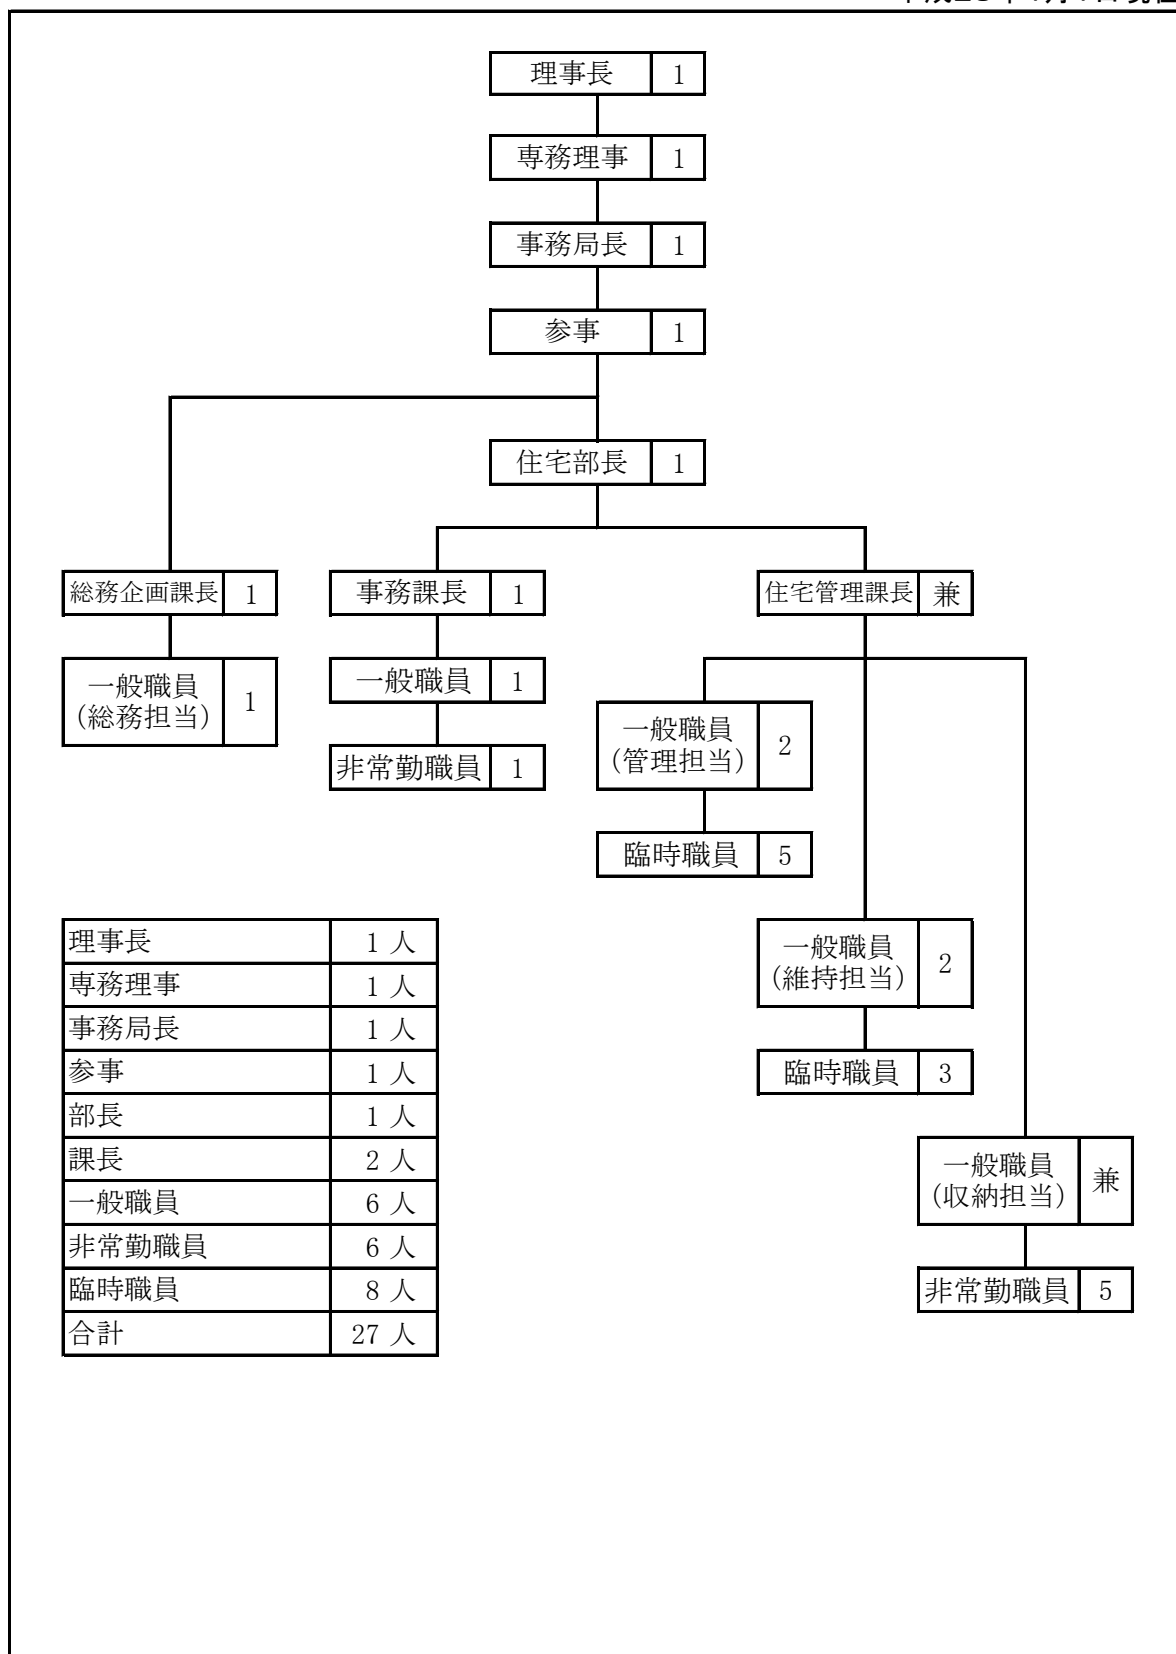 理事長 1
専務理事 1
事務局長 1
参事 1
住宅部長 1
総務企画課長 1
事務課長 1
住宅管理課長 兼
一般職員
(総務担当) 1
一般職員 1
非常勤職員 1
一般職員
(管理担当) 2
臨時職員 5
一般職員
(維持担当) 2
臨時職員 3
一般職員
(収納担当) 兼
非常勤職員 5
理事長 1 人
専務理事 1 人
事務局長 1 人
参事 1 人
部長 1 人
課長 2 人
一般職員 6 人
非常勤職員 6 人
臨時職員 8 人
合計 27 人